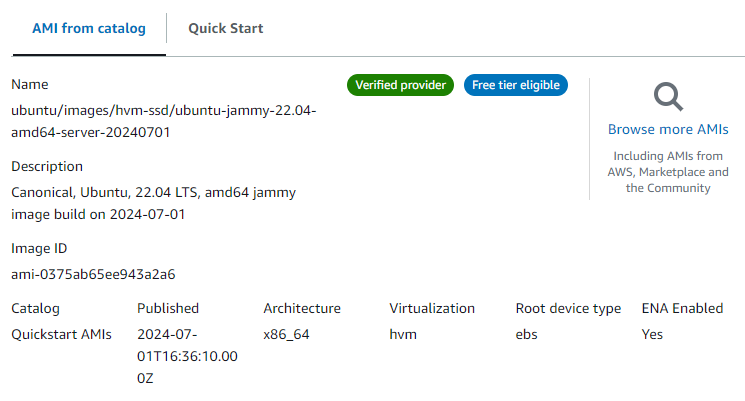 AMI from catalog
Quick Start
Name
Verified provider
Free tier eligible
ubuntu/images/hvm-ssd/ubuntu-jammy-22.04-
amd64-server-20240701
Description
Canonical, Ubuntu, 22.04 LTS, amd64 jammy
image build on 2024-07-01
Image ID
ami-0375ab65ee943a2a6
Browse more AMIs
Including AMIs from
AWS, Marketplace and
the Community
Catalog
Quickstart AMIs
Published
2024-07-
01T16:36:10.00
0Z
Architecture
x86_64
Virtualization
hvm
Root device type
ebs
ENA Enabled
Yes